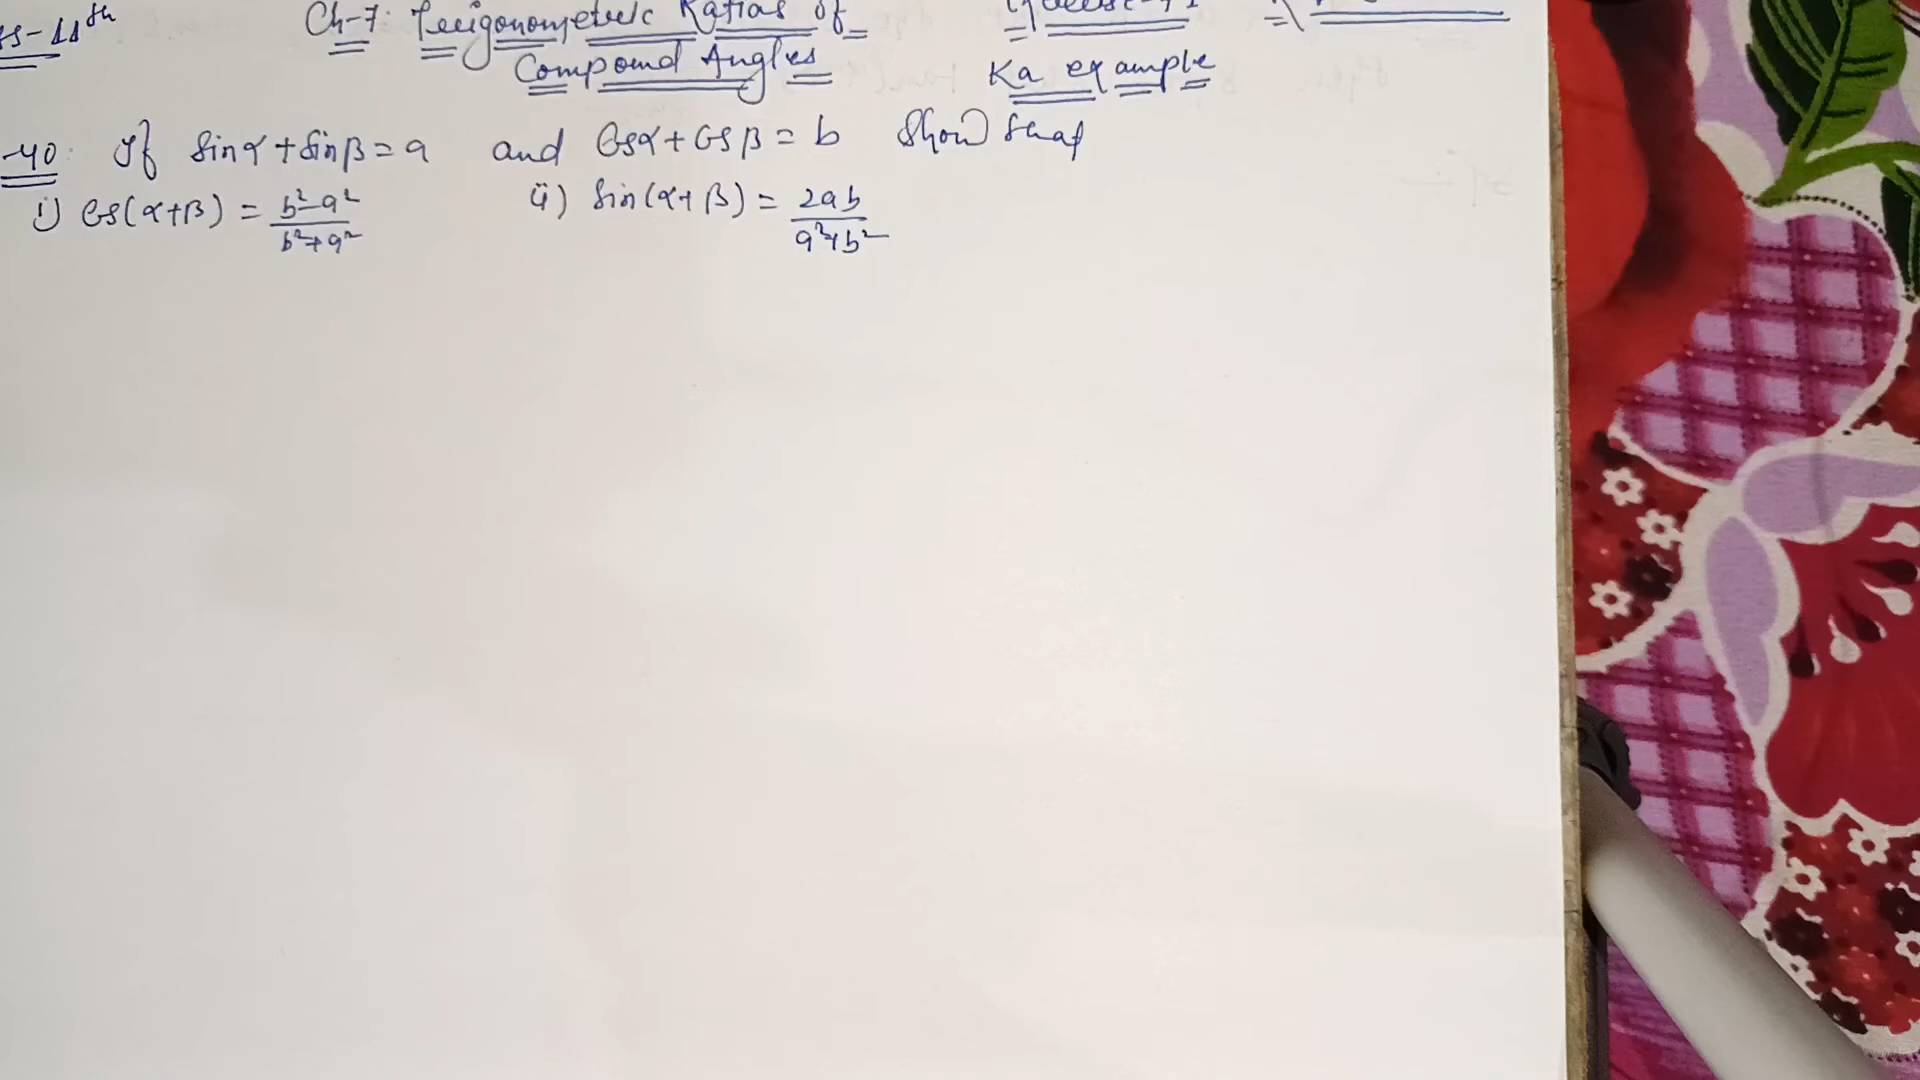 Ch-7: Trigonometric Ratios of
Compound Angles
Ka example
-40: If Sinα + Sinβ = a and Cosα + Cosβ = b Show that
i) Cos(α+β) = b²-a² / b²+a² ii) Sin(α+β) = 2ab / a²+b²